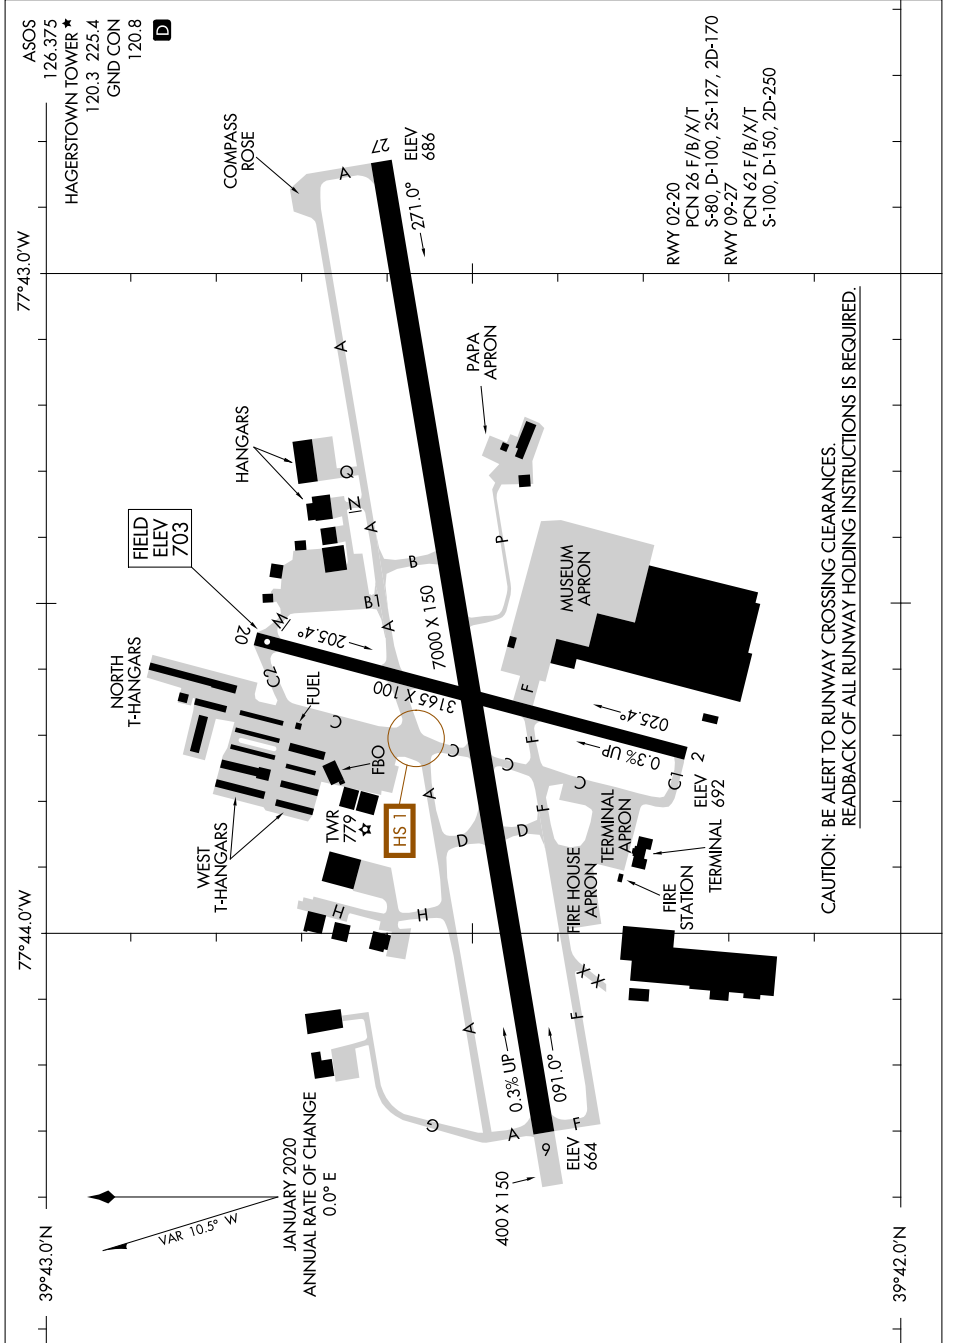 ASOS
126.375
HAGERSTOWN TOWER★
120.3 225.4
GND CON
120.8
D
77°43.0'W
77°44.0'W
39°43.0'N
39°42.0'N
COMPASS
ROSE
A
27
ELEV
686
271.0°
RWY 02-20
PCN 26 F/B/X/T
S-80, D-100, 2S-127, 2D-170
RWY 09-27
PCN 62 F/B/X/T
S-100, D-150, 2D-250
A
PAPA
APRON
HANGARS
Q
N
A
FIELD
ELEV
703
B
P
B1
A
MUSEUM
APRON
M
20
205.4°
7000 X 150
NORTH
T-HANGARS
C2
FUEL
C
3165 X 100
F
025.4°
FBO
C
C
F
0.3% UP
2
HS 1
A
C
C1
ELEV
692
TWR
779
WEST
T-HANGARS
D
D
F
TERMINAL
APRON
TERMINAL
FIRE HOUSE
APRON
FIRE
STATION
H
H
X
X
A
F
G
A
0.3% UP
091.0°
F
9
ELEV
664
400 X 150
JANUARY 2020
ANNUAL RATE OF CHANGE
0.0° E
VAR 10.5° W
CAUTION: BE ALERT TO RUNWAY CROSSING CLEARANCES.
READBACK OF ALL RUNWAY HOLDING INSTRUCTIONS IS REQUIRED.